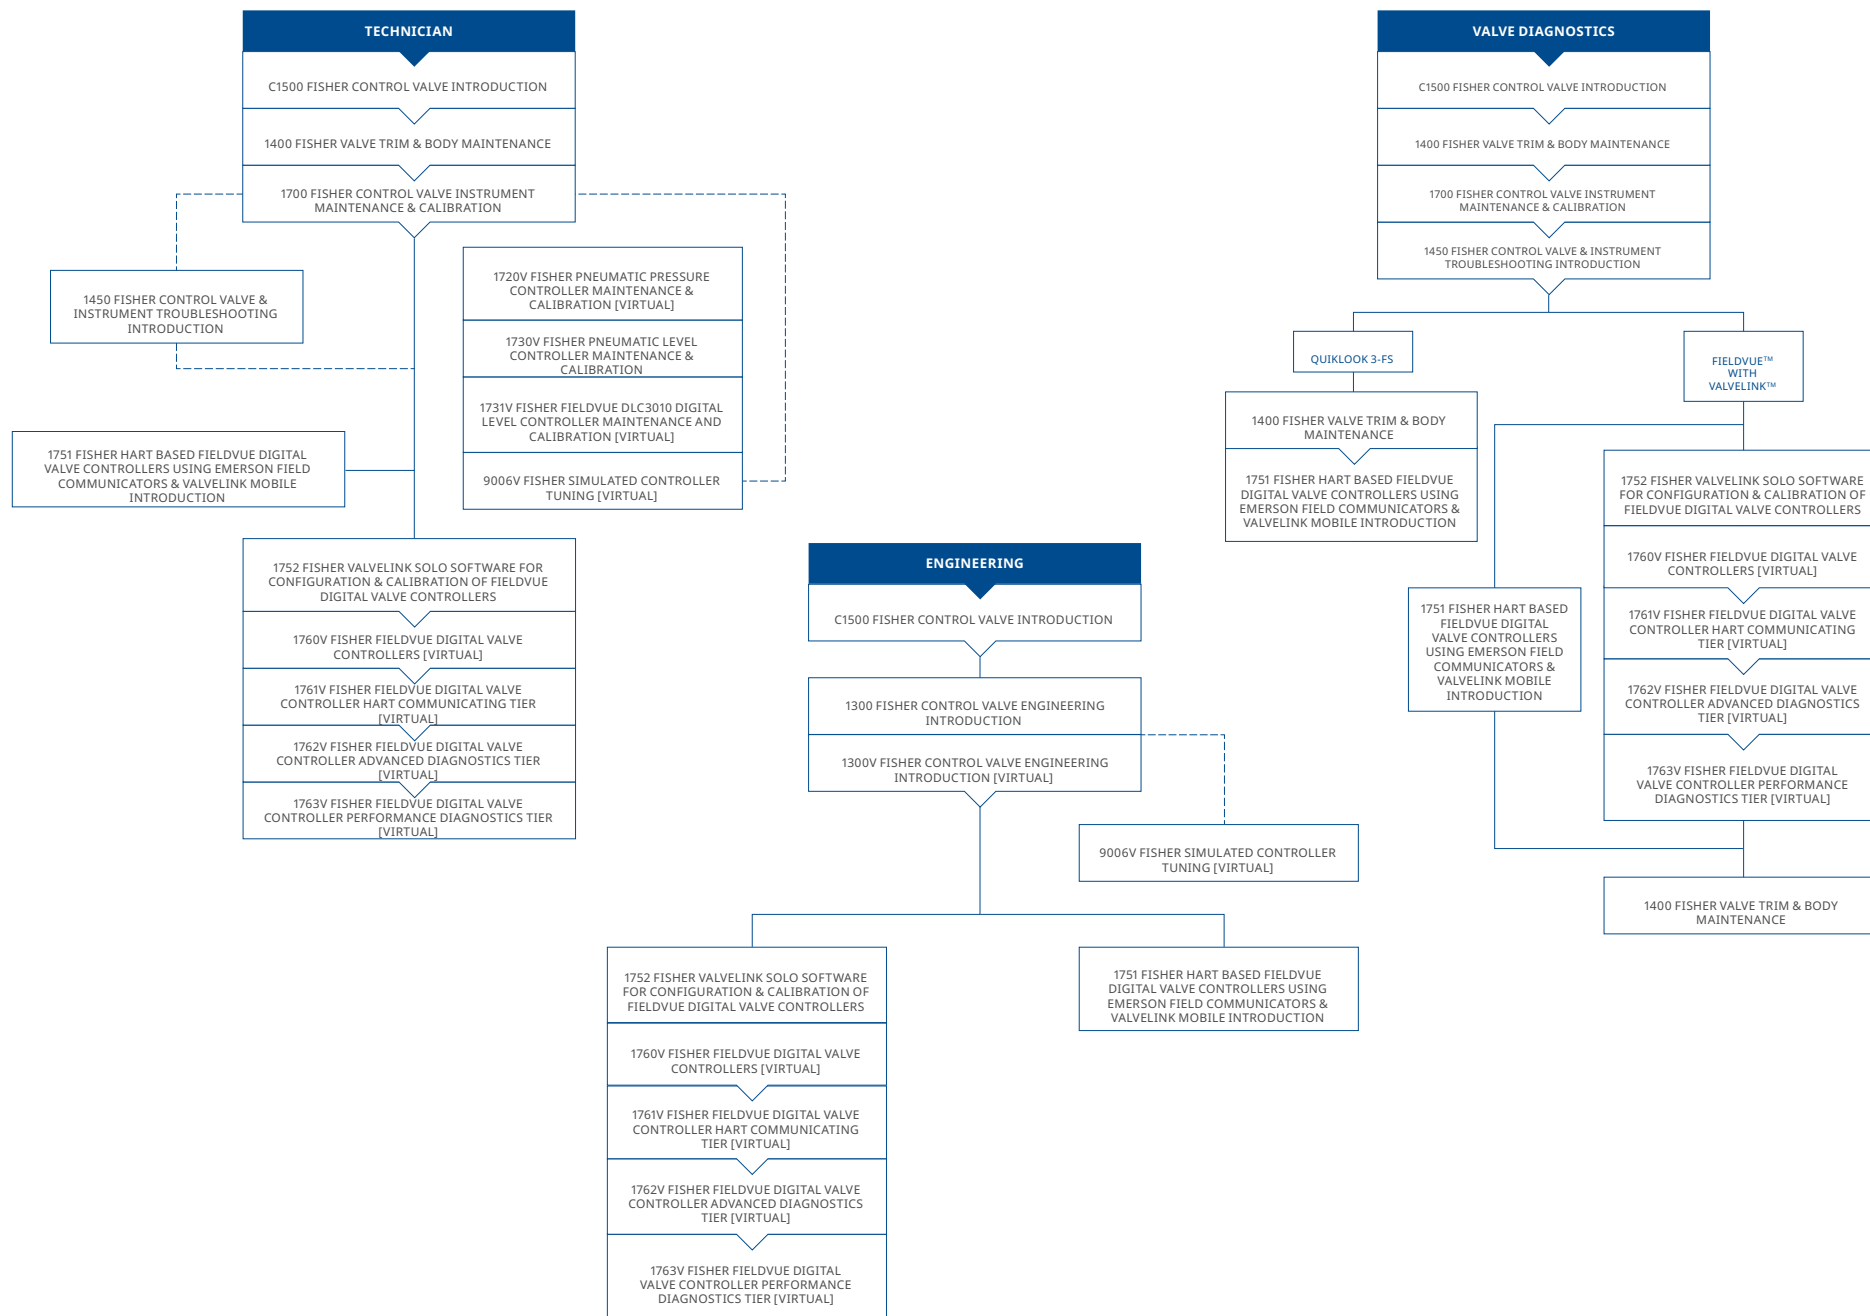 TECHNICIAN
C1500 FISHER CONTROL VALVE INTRODUCTION
1400 FISHER VALVE TRIM & BODY MAINTENANCE
1700 FISHER CONTROL VALVE INSTRUMENT
MAINTENANCE & CALIBRATION
1450 FISHER CONTROL VALVE &
INSTRUMENT TROUBLESHOOTING
INTRODUCTION
1720V FISHER PNEUMATIC PRESSURE
CONTROLLER MAINTENANCE &
CALIBRATION [VIRTUAL]
1730V FISHER PNEUMATIC LEVEL
CONTROLLER MAINTENANCE &
CALIBRATION
1731V FISHER FIELDVUE DLC3010 DIGITAL
LEVEL CONTROLLER MAINTENANCE AND
CALIBRATION [VIRTUAL]
9006V FISHER SIMULATED CONTROLLER
TUNING [VIRTUAL]
1751 FISHER HART BASED FIELDVUE DIGITAL
VALVE CONTROLLERS USING EMERSON FIELD
COMMUNICATORS & VALVELINK MOBILE
INTRODUCTION
1752 FISHER VALVELINK SOLO SOFTWARE FOR
CONFIGURATION & CALIBRATION OF FIELDVUE
DIGITAL VALVE CONTROLLERS
1760V FISHER FIELDVUE DIGITAL VALVE
CONTROLLERS [VIRTUAL]
1761V FISHER FIELDVUE DIGITAL VALVE
CONTROLLER HART COMMUNICATING TIER
[VIRTUAL]
1762V FISHER FIELDVUE DIGITAL VALVE
CONTROLLER ADVANCED DIAGNOSTICS TIER
[VIRTUAL]
1763V FISHER FIELDVUE DIGITAL VALVE
CONTROLLER PERFORMANCE DIAGNOSTICS TIER
[VIRTUAL]
ENGINEERING
C1500 FISHER CONTROL VALVE INTRODUCTION
1300 FISHER CONTROL VALVE ENGINEERING
INTRODUCTION
1300V FISHER CONTROL VALVE ENGINEERING
INTRODUCTION [VIRTUAL]
9006V FISHER SIMULATED CONTROLLER
TUNING [VIRTUAL]
1752 FISHER VALVELINK SOLO SOFTWARE
FOR CONFIGURATION & CALIBRATION OF
FIELDVUE DIGITAL VALVE CONTROLLERS
1760V FISHER FIELDVUE DIGITAL VALVE
CONTROLLERS [VIRTUAL]
1761V FISHER FIELDVUE DIGITAL VALVE
CONTROLLER HART COMMUNICATING
TIER [VIRTUAL]
1762V FISHER FIELDVUE DIGITAL VALVE
CONTROLLER ADVANCED DIAGNOSTICS
TIER [VIRTUAL]
1763V FISHER FIELDVUE DIGITAL
VALVE CONTROLLER PERFORMANCE
DIAGNOSTICS TIER [VIRTUAL]
1751 FISHER HART BASED FIELDVUE
DIGITAL VALVE CONTROLLERS USING
EMERSON FIELD COMMUNICATORS &
VALVELINK MOBILE INTRODUCTION
VALVE DIAGNOSTICS
C1500 FISHER CONTROL VALVE INTRODUCTION
1400 FISHER VALVE TRIM & BODY MAINTENANCE
1700 FISHER CONTROL VALVE INSTRUMENT
MAINTENANCE & CALIBRATION
1450 FISHER CONTROL VALVE & INSTRUMENT
TROUBLESHOOTING INTRODUCTION
QUIKLOOK 3-FS
1400 FISHER VALVE TRIM & BODY
MAINTENANCE
1751 FISHER HART BASED FIELDVUE
DIGITAL VALVE CONTROLLERS USING
EMERSON FIELD COMMUNICATORS &
VALVELINK MOBILE INTRODUCTION
FIELDVUE™
WITH
VALVELINK™
1751 FISHER HART BASED
FIELDVUE DIGITAL
VALVE CONTROLLERS
USING EMERSON FIELD
COMMUNICATORS &
VALVELINK MOBILE
INTRODUCTION
1752 FISHER VALVELINK SOLO SOFTWARE
FOR CONFIGURATION & CALIBRATION OF
FIELDVUE DIGITAL VALVE CONTROLLERS
1760V FISHER FIELDVUE DIGITAL VALVE
CONTROLLERS [VIRTUAL]
1761V FISHER FIELDVUE DIGITAL VALVE
CONTROLLER HART COMMUNICATING
TIER [VIRTUAL]
1762V FISHER FIELDVUE DIGITAL VALVE
CONTROLLER ADVANCED DIAGNOSTICS
TIER [VIRTUAL]
1763V FISHER FIELDVUE DIGITAL
VALVE CONTROLLER PERFORMANCE
DIAGNOSTICS TIER [VIRTUAL]
1400 FISHER VALVE TRIM & BODY
MAINTENANCE